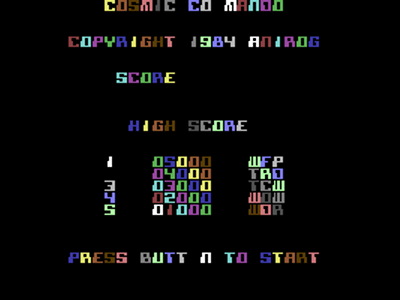 COSMIC CO MANDO
COPYRIGHT 1984 ANIROG
SCORE
HIGH SCORE
1 05000 WFP
04000 TRO
3 03000 TCW
4 02000 WOW
5 01000 WDR
PRESS BUTT N TO START